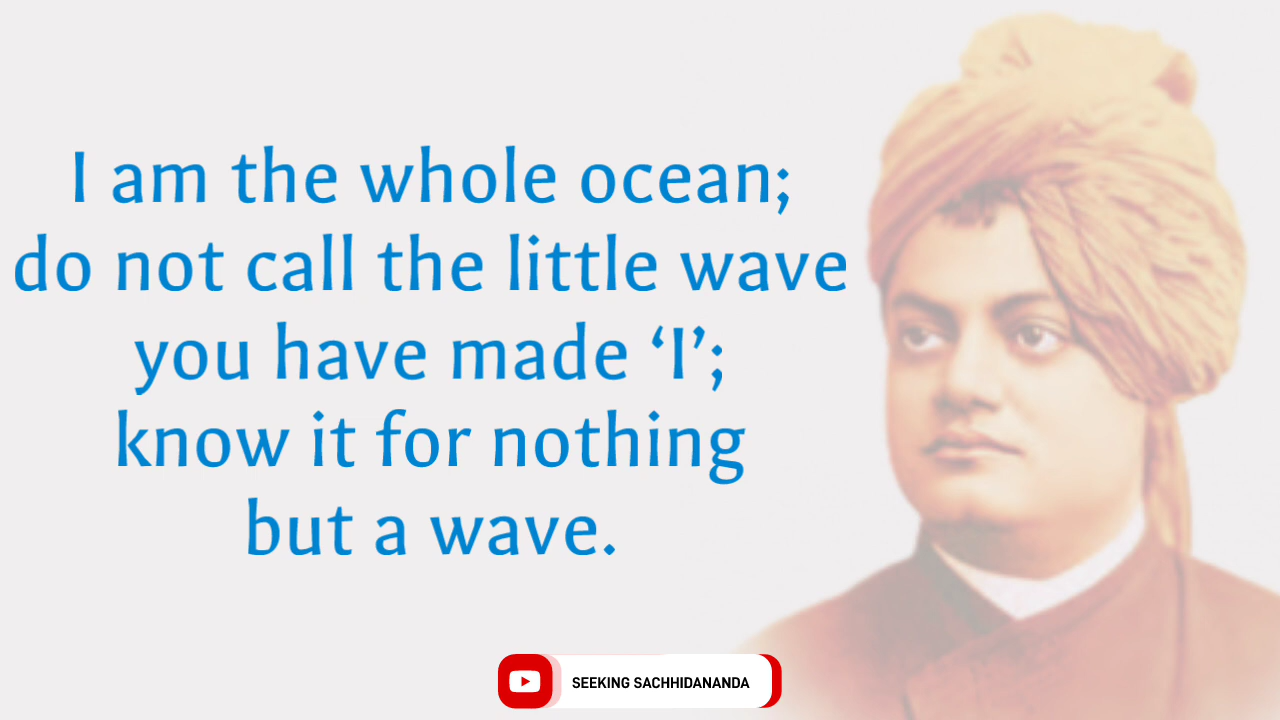 I am the whole ocean;
do not call the little wave
you have made ‘I’;
know it for nothing
but a wave.
SEEKING SACHHIDANANDA